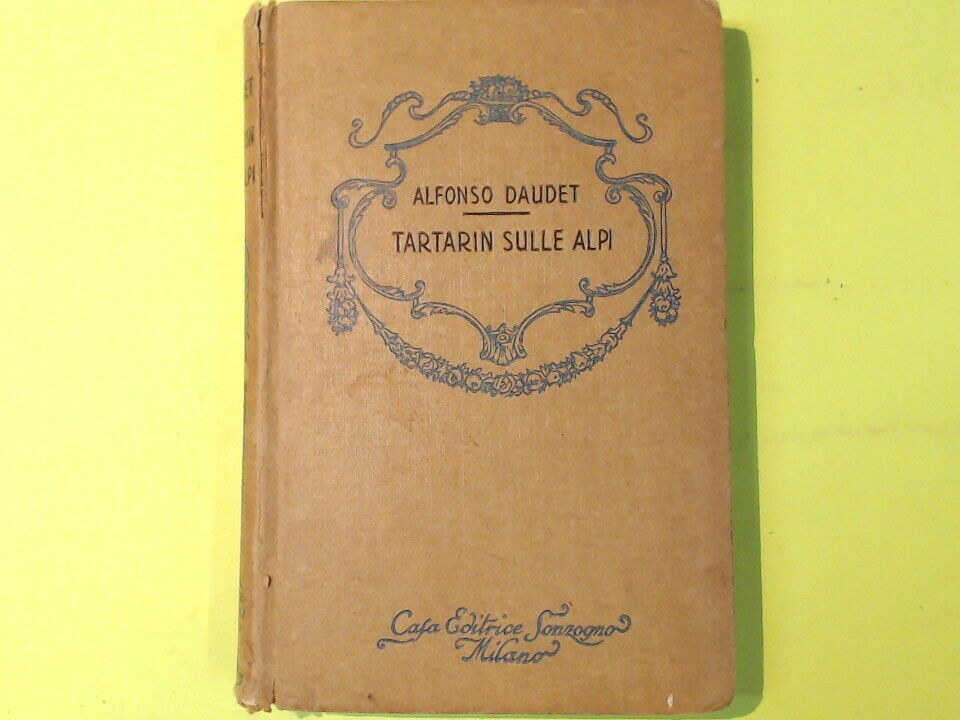 ALFONSO DAUDET
TARTARIN SULLE ALPI
Casa Editrice Sonzogno
Milano